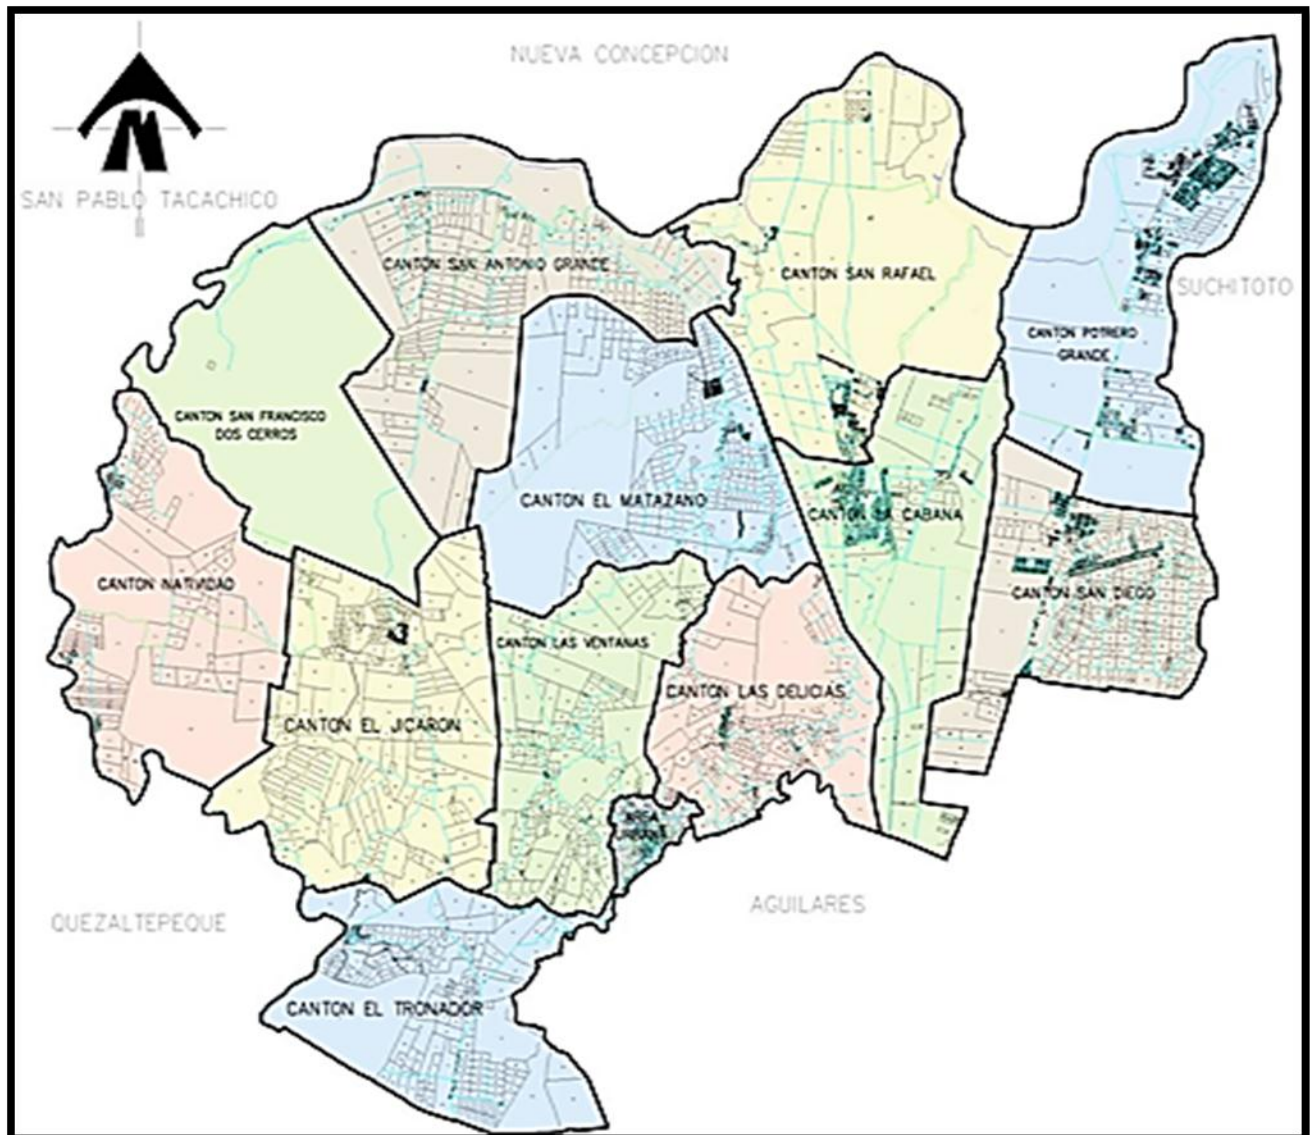 NUEVA CONCEPCION
SAN PABLO TACACHICO
CANTON SAN ANTONIO GRANDE
CANTON SAN RAFAEL
SUCHITOTO
CANTON POTRERO
GRANDE
CANTON SAN FRANCISCO
DOS CERROS
CANTON EL MATAZANO
CANTON LA CABANA
CANTON NATIVIDAD
CANTON SAN DIEGO
CANTON LAS VENTANAS
CANTON LAS DELICIAS
CANTON EL JICARON
AREA
URBANA
AGUILARES
QUEZALTEPEQUE
CANTON EL TRONADOR